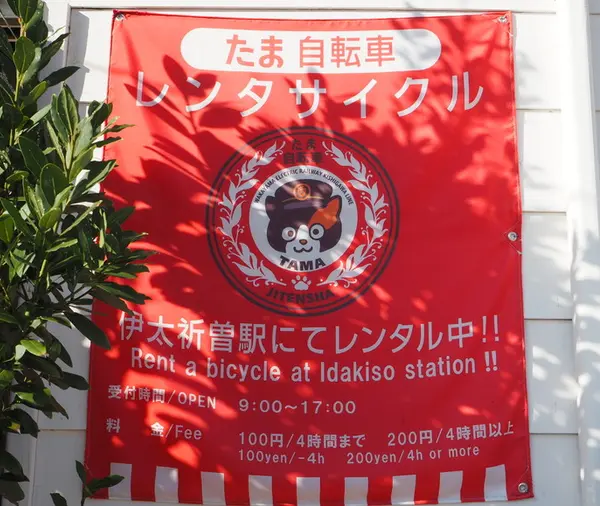 たま 自転車
レンタサイクル
たま
自転車
WAKAYAMA ELECTRIC RAILWAY KISHIGAWA LINE
TAMA
JITENSHA
伊太祈曽駅にてレンタル中!!
Rent a bicycle at Idakiso station !!
受付時間/OPEN 9:00～17:00
料 金/Fee 100円/4時間まで 200円/4時間以上
100yen/-4h 200yen/4h or more